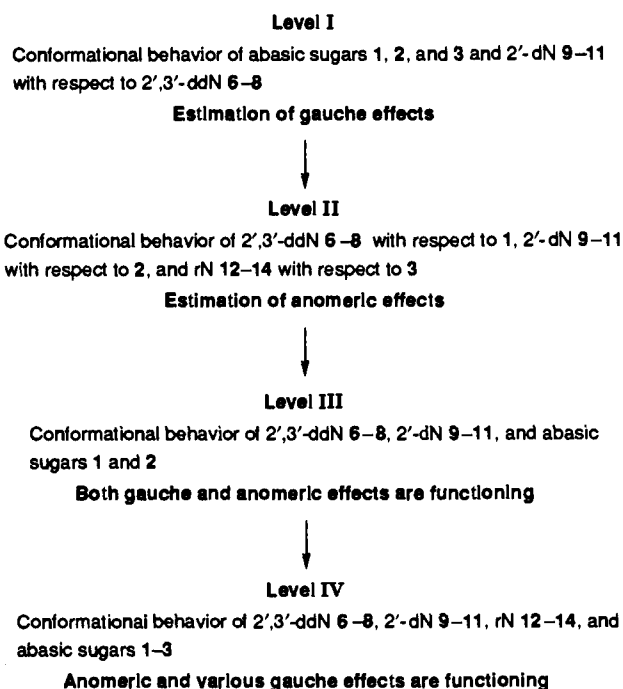 Level I
Conformational behavior of abasic sugars 1, 2, and 3 and 2′-dN 9–11
with respect to 2′,3′-ddN 6–8
Estimation of gauche effects
Level II
Conformational behavior of 2′,3′-ddN 6–8 with respect to 1, 2′-dN 9–11
with respect to 2, and rN 12–14 with respect to 3
Estimation of anomeric effects
Level III
Conformational behavior of 2′,3′-ddN 6–8, 2′-dN 9–11, and abasic
sugars 1 and 2
Both gauche and anomeric effects are functioning
Level IV
Conformational behavior of 2′,3′-ddN 6–8, 2′-dN 9–11, rN 12–14, and
abasic sugars 1–3
Anomeric and various gauche effects are functioning